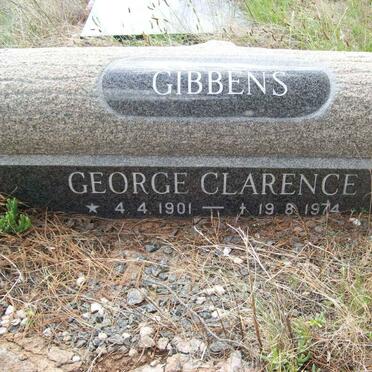 GIBBENS
GEORGE CLARENCE
★ 4.4.1901 — † 19.8.1974